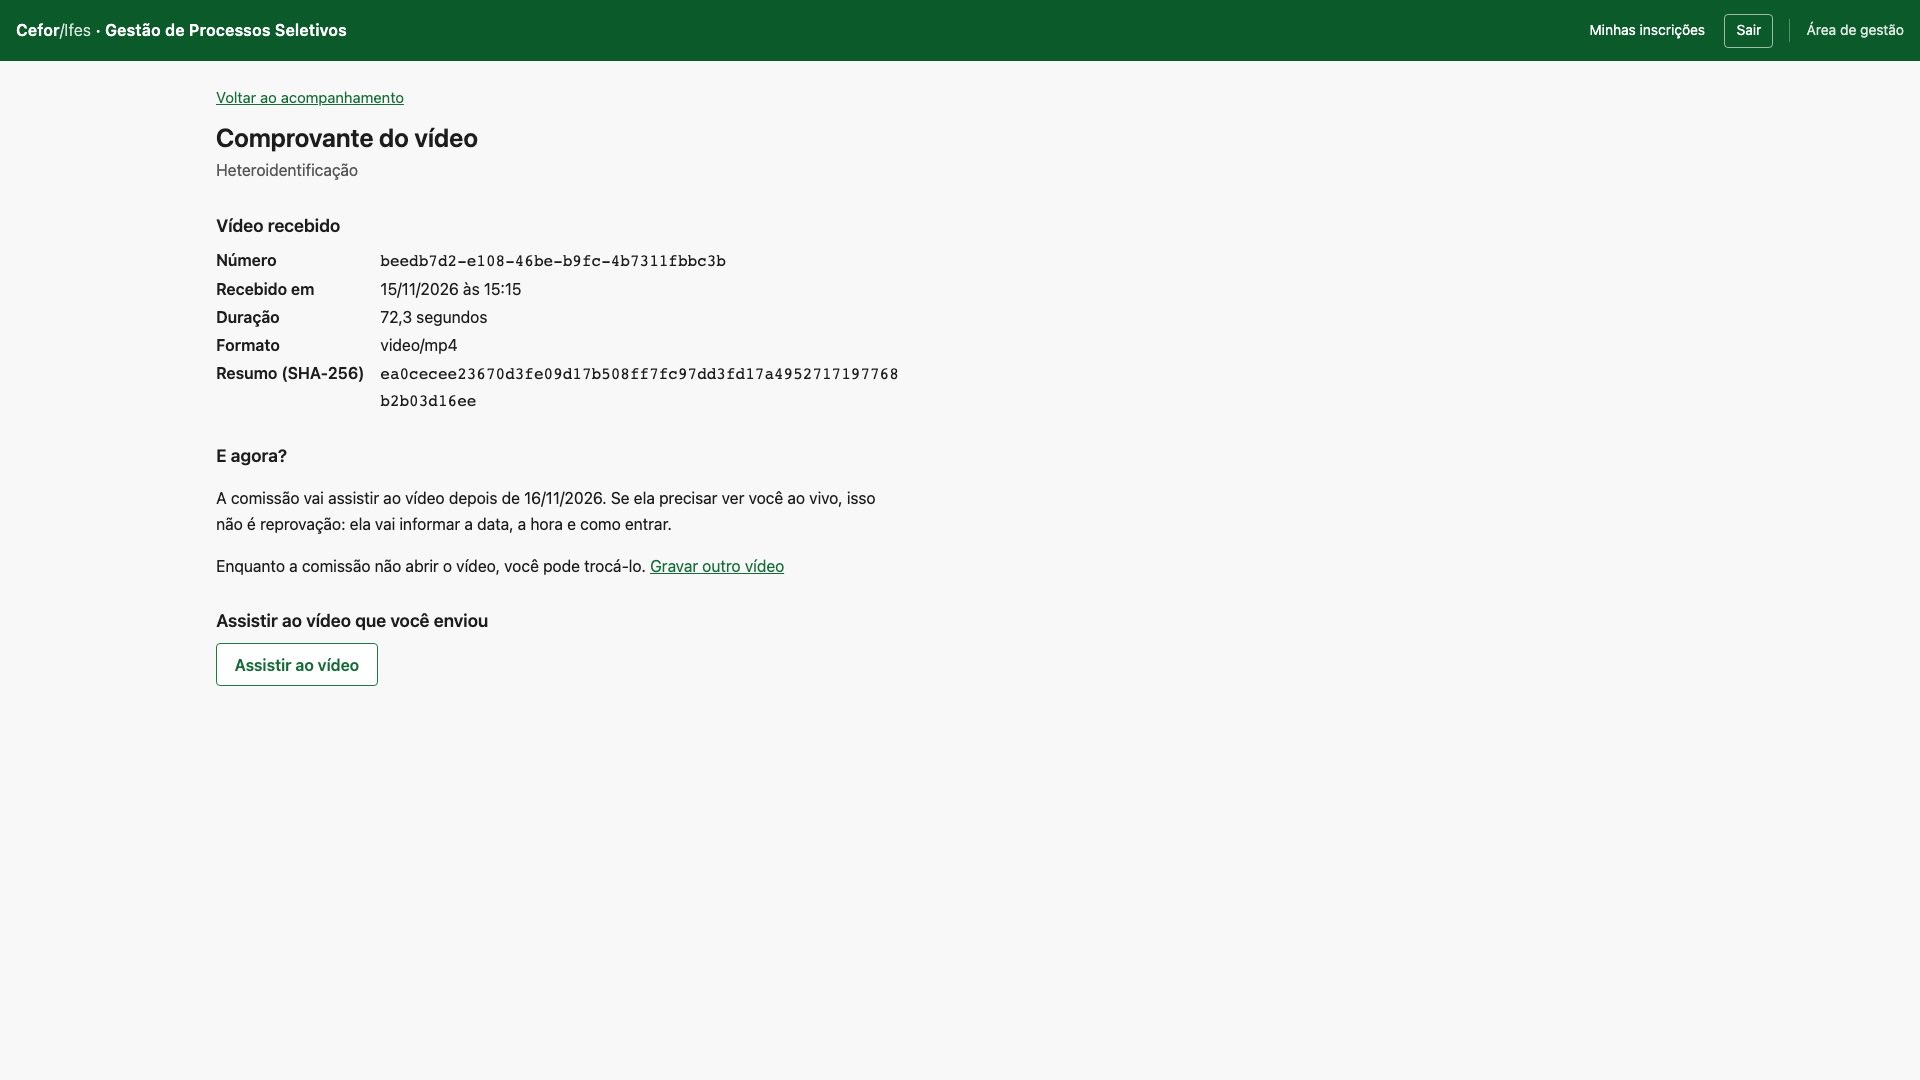 Cefor/Ifes · Gestão de Processos Seletivos
Minhas inscrições
Sair
Área de gestão
Voltar ao acompanhamento
Comprovante do vídeo
Heteroidentificação
Vídeo recebido
Número beedb7d2-e108-46be-b9fc-4b7311fbbc3b
Recebido em 15/11/2026 às 15:15
Duração 72,3 segundos
Formato video/mp4
Resumo (SHA-256) ea0cecee23670d3fe09d17b508ff7fc97dd3fd17a4952717197768
b2b03d16ee
E agora?
A comissão vai assistir ao vídeo depois de 16/11/2026. Se ela precisar ver você ao vivo, isso
não é reprovação: ela vai informar a data, a hora e como entrar.
Enquanto a comissão não abrir o vídeo, você pode trocá-lo. Gravar outro vídeo
Assistir ao vídeo que você enviou
Assistir ao vídeo